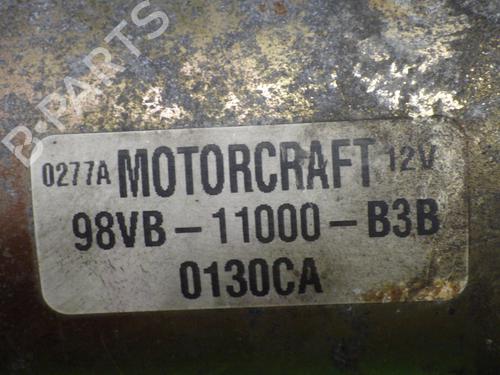 B-PARTS
0277A MOTORCRAFT 12V
98VB-11000-B3B
0130CA